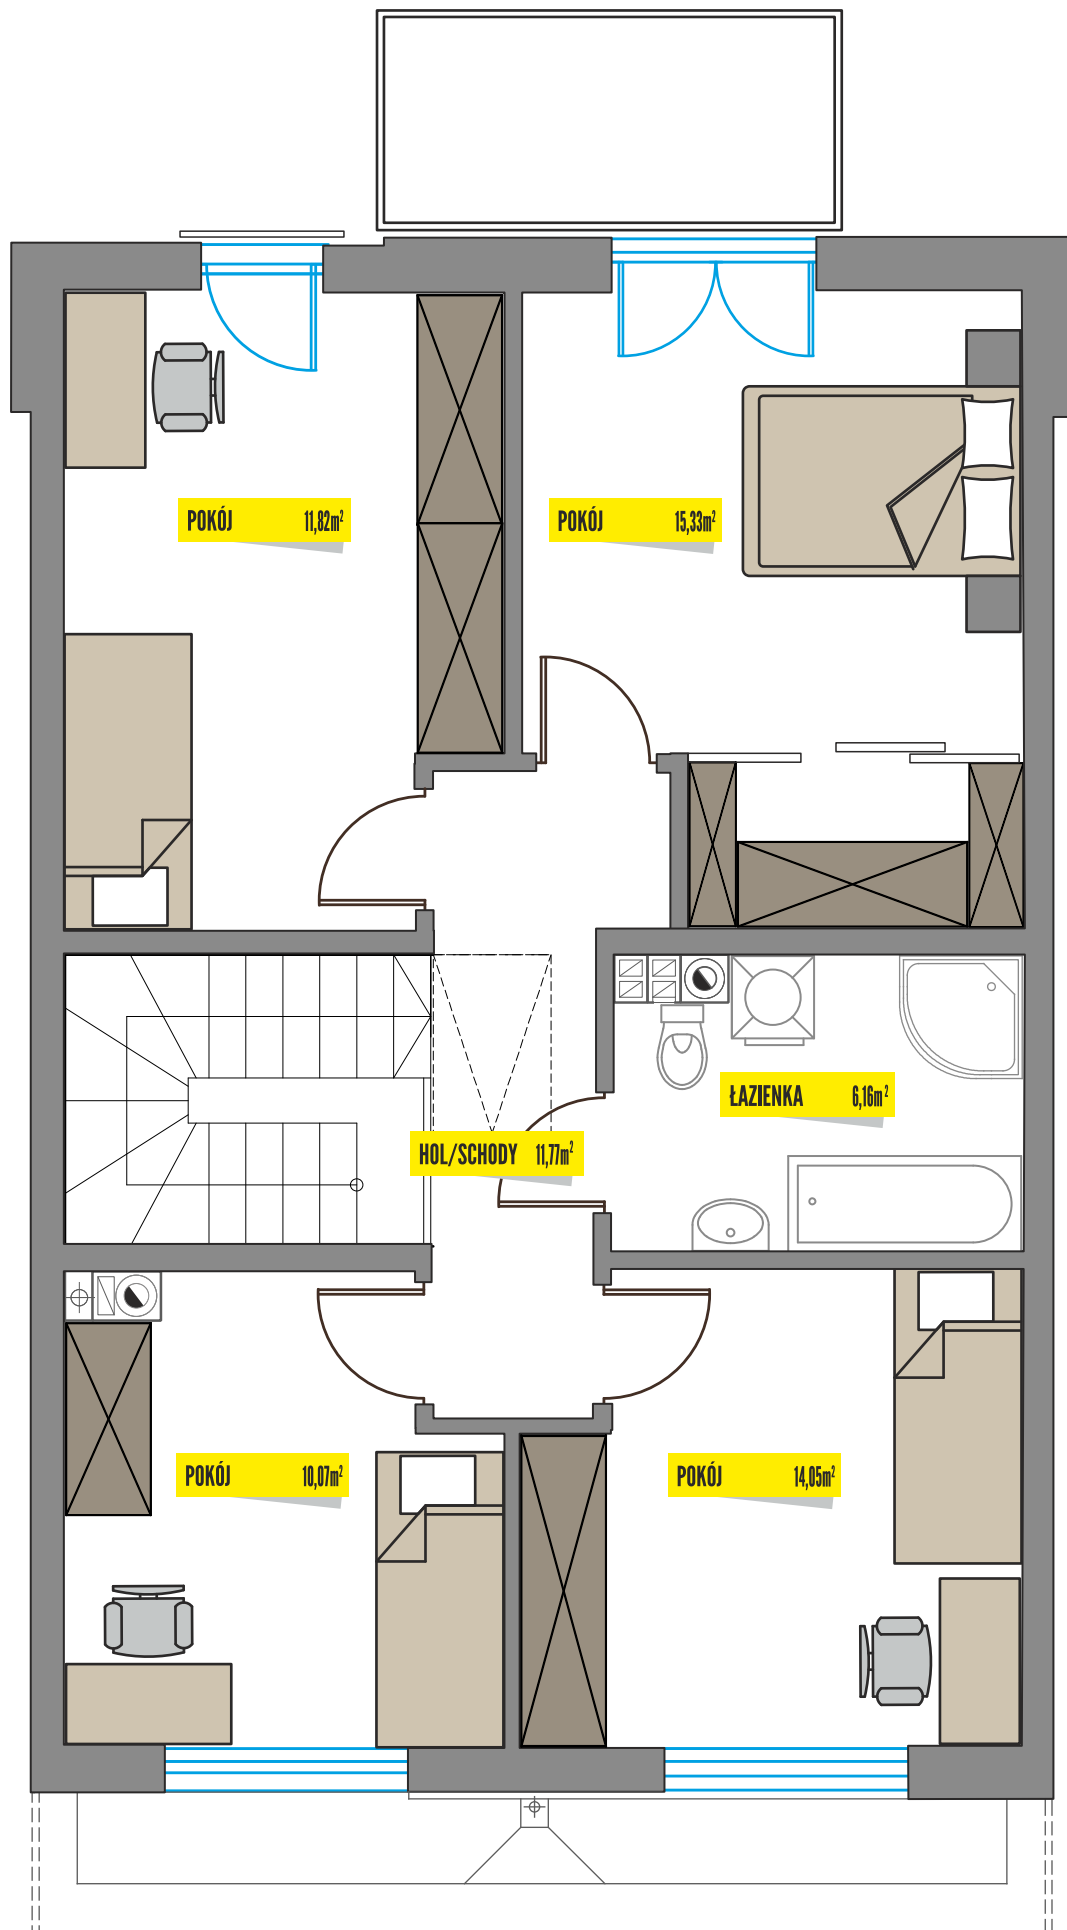 POKÓJ 11,82m²
POKÓJ 15,33m²
ŁAZIENKA 6,16m²
HOL/SCHODY 11,77m²
POKÓJ 10,07m²
POKÓJ 14,05m²